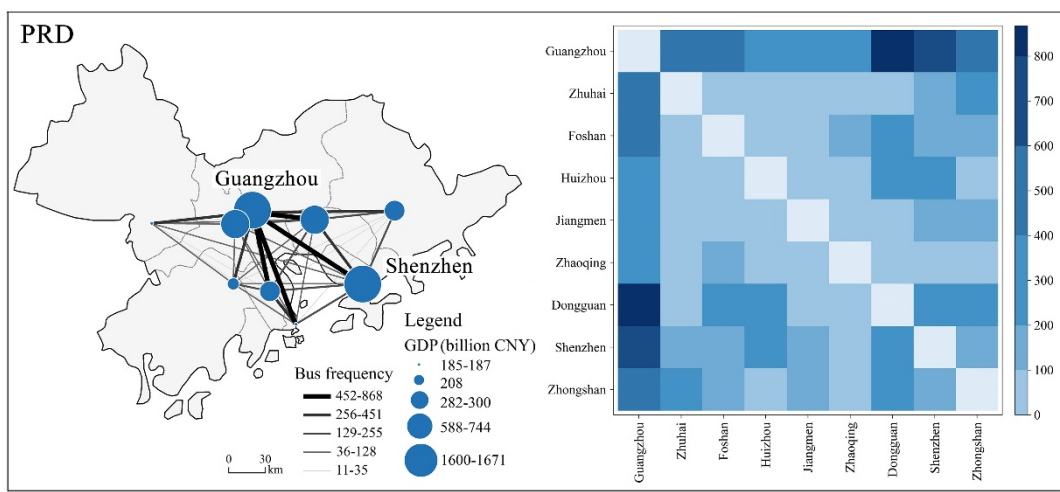 PRD
Guangzhou
Shenzhen
Legend
GDP (billion CNY)
185-187
208
282-300
588-744
1600-1671
Bus frequency
452-868
256-451
129-255
36-128
11-35
0 30
km
Guangzhou
Zhuhai
Foshan
Huizhou
Jiangmen
Zhaoqing
Dongguan
Shenzhen
Zhongshan
Guangzhou
Zhuhai
Foshan
Huizhou
Jiangmen
Zhaoqing
Dongguan
Shenzhen
Zhongshan
800
700
600
500
400
300
200
100
0